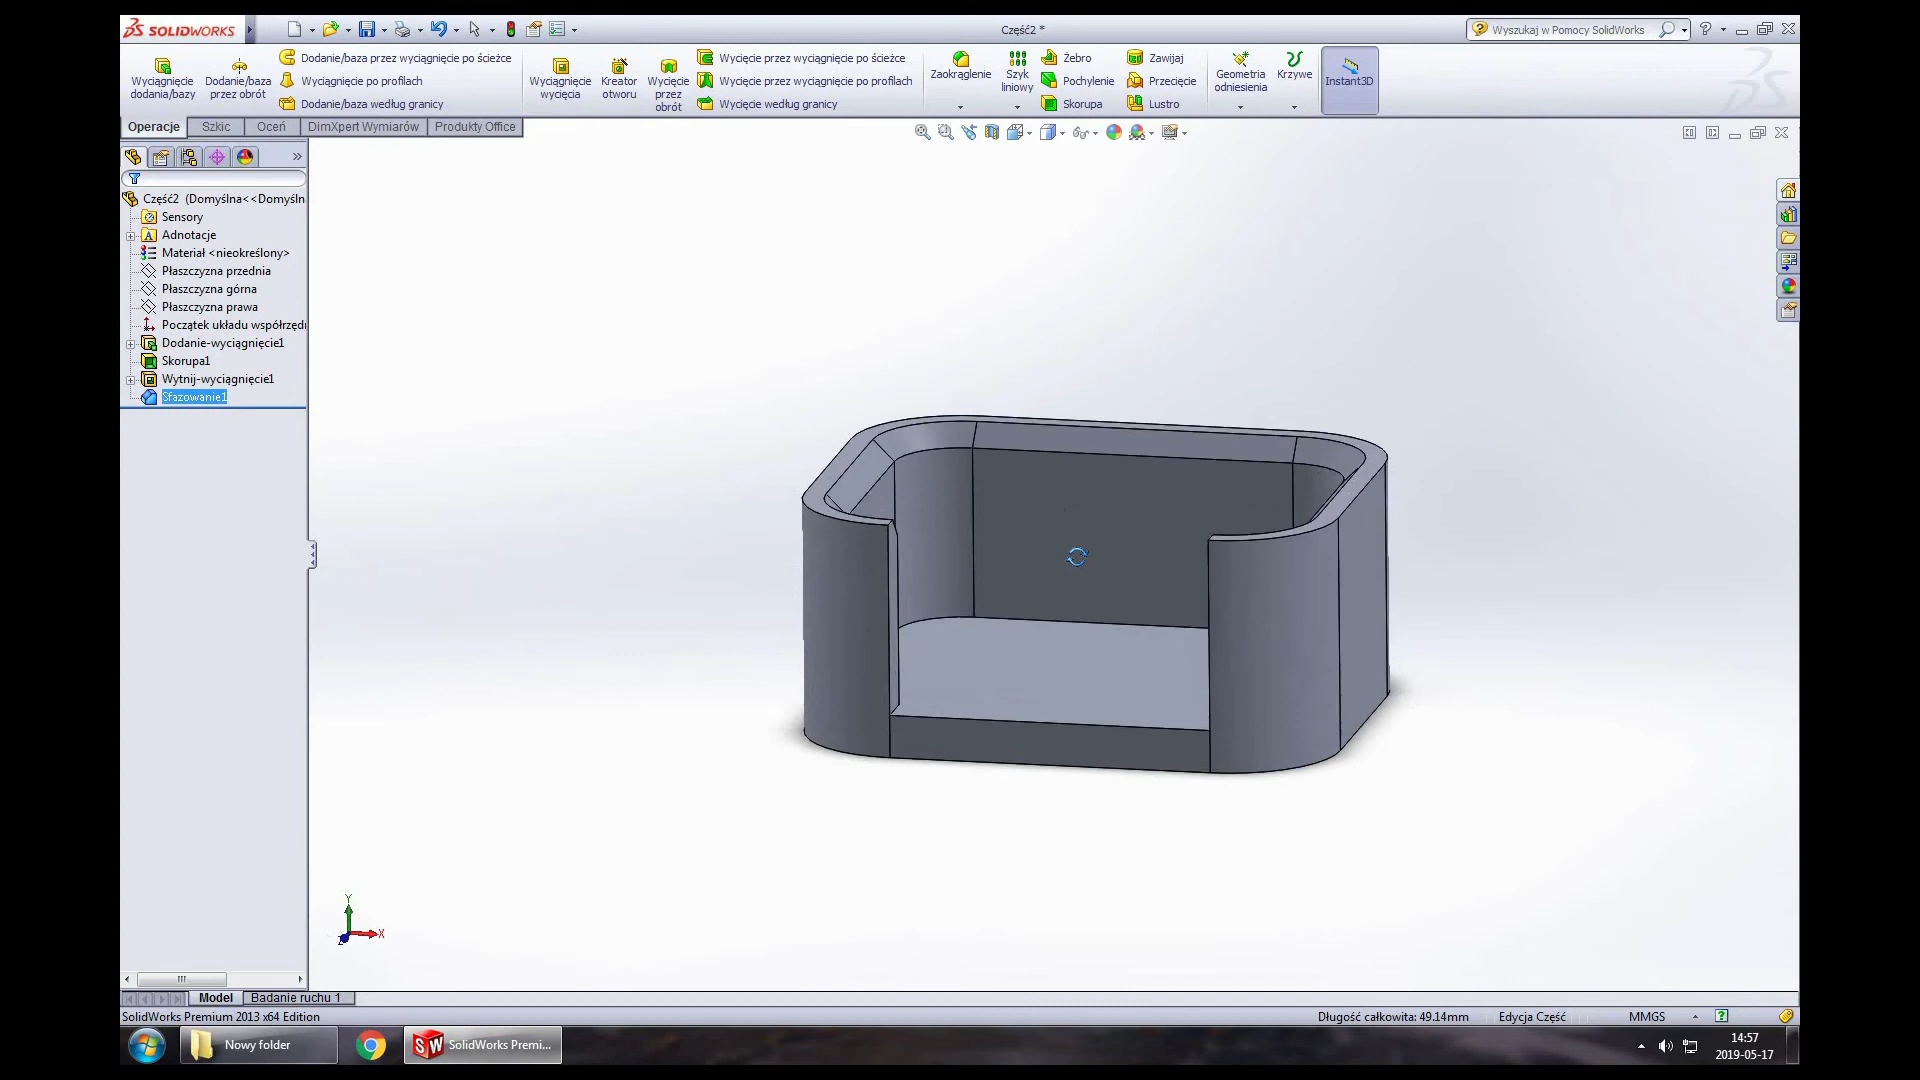 SOLIDWORKS
Część2 *
Wyszukaj w Pomocy SolidWorks
Wyciągnięcie dodania/bazy
Dodanie/baza przez obrót
Dodanie/baza przez wyciągnięcie po ścieżce
Wyciągnięcie po profilach
Dodanie/baza według granicy
Wyciągnięcie wycięcia
Kreator otworu
Wycięcie przez obrót
Wycięcie przez wyciągnięcie po ścieżce
Wycięcie przez wyciągnięcie po profilach
Wycięcie według granicy
Zaokrąglenie
Szyk liniowy
Żebro
Pochylenie
Skorupa
Zawijaj
Przecięcie
Lustro
Geometria odniesienia
Krzywe
Instant3D
Operacje
Szkic
Oceń
DimXpert Wymiarów
Produkty Office
Część2 (Domyślna<<Domyśln
Sensory
Adnotacje
Materiał <nieokreślony>
Płaszczyzna przednia
Płaszczyzna górna
Płaszczyzna prawa
Początek układu współrzędn
Dodanie-wyciągnięcie1
Skorupa1
Wytnij-wyciągnięcie1
Sfazowanie1
Y
X
Model
Badanie ruchu 1
SolidWorks Premium 2013 x64 Edition
Długość całkowita: 49.14mm
Edycja Część
MMGS
Nowy folder
SolidWorks Premi...
14:57
2019-05-17